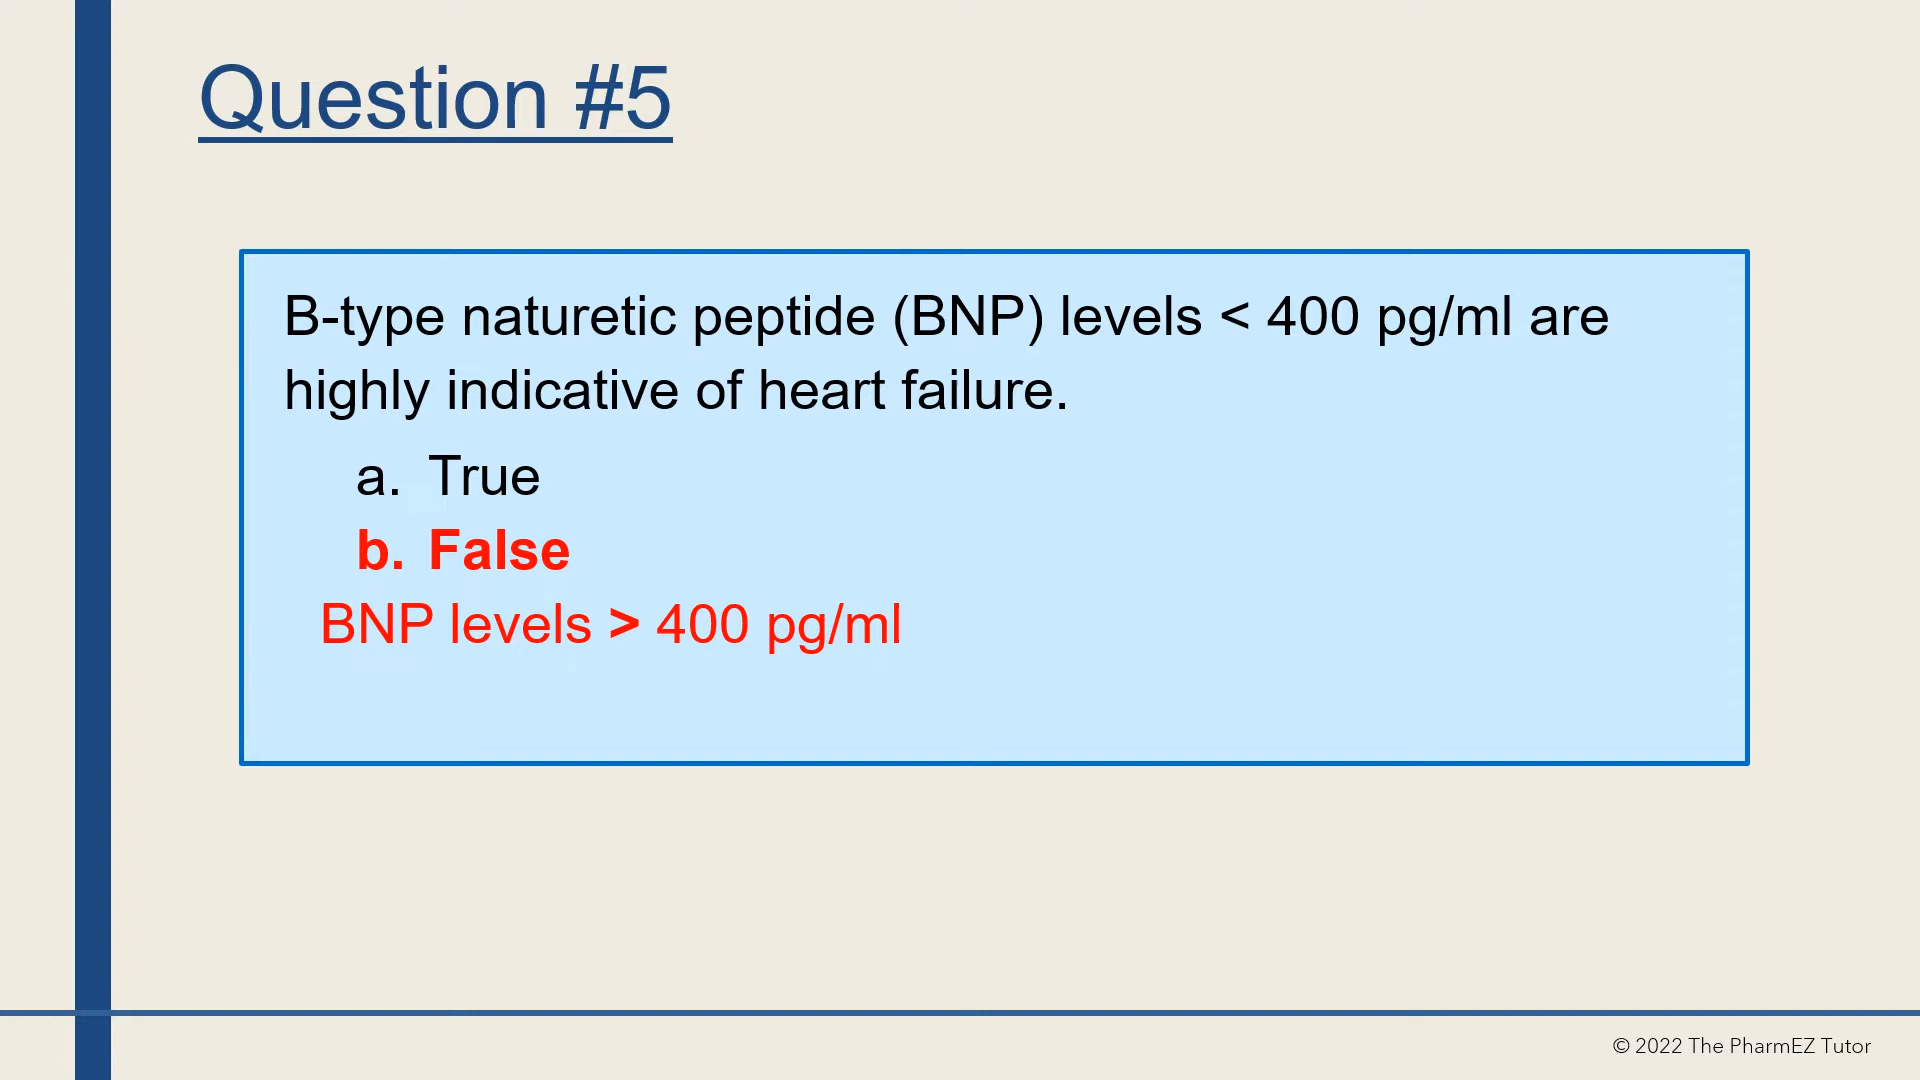 Question #5
B-type naturetic peptide (BNP) levels < 400 pg/ml are
highly indicative of heart failure.
a. True
b. False
BNP levels > 400 pg/ml
© 2022 The PharmEZ Tutor